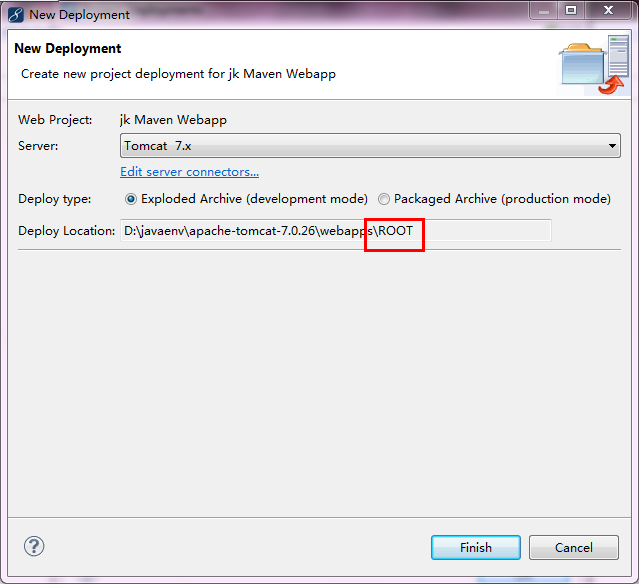 New Deployment
New Deployment
Create new project deployment for jk Maven Webapp
Web Project: jk Maven Webapp
Server: Tomcat 7.x
Edit server connectors...
Deploy type: Exploded Archive (development mode) Packaged Archive (production mode)
Deploy Location: D:\javaenv\apache-tomcat-7.0.26\webapps\ROOT
? Finish Cancel